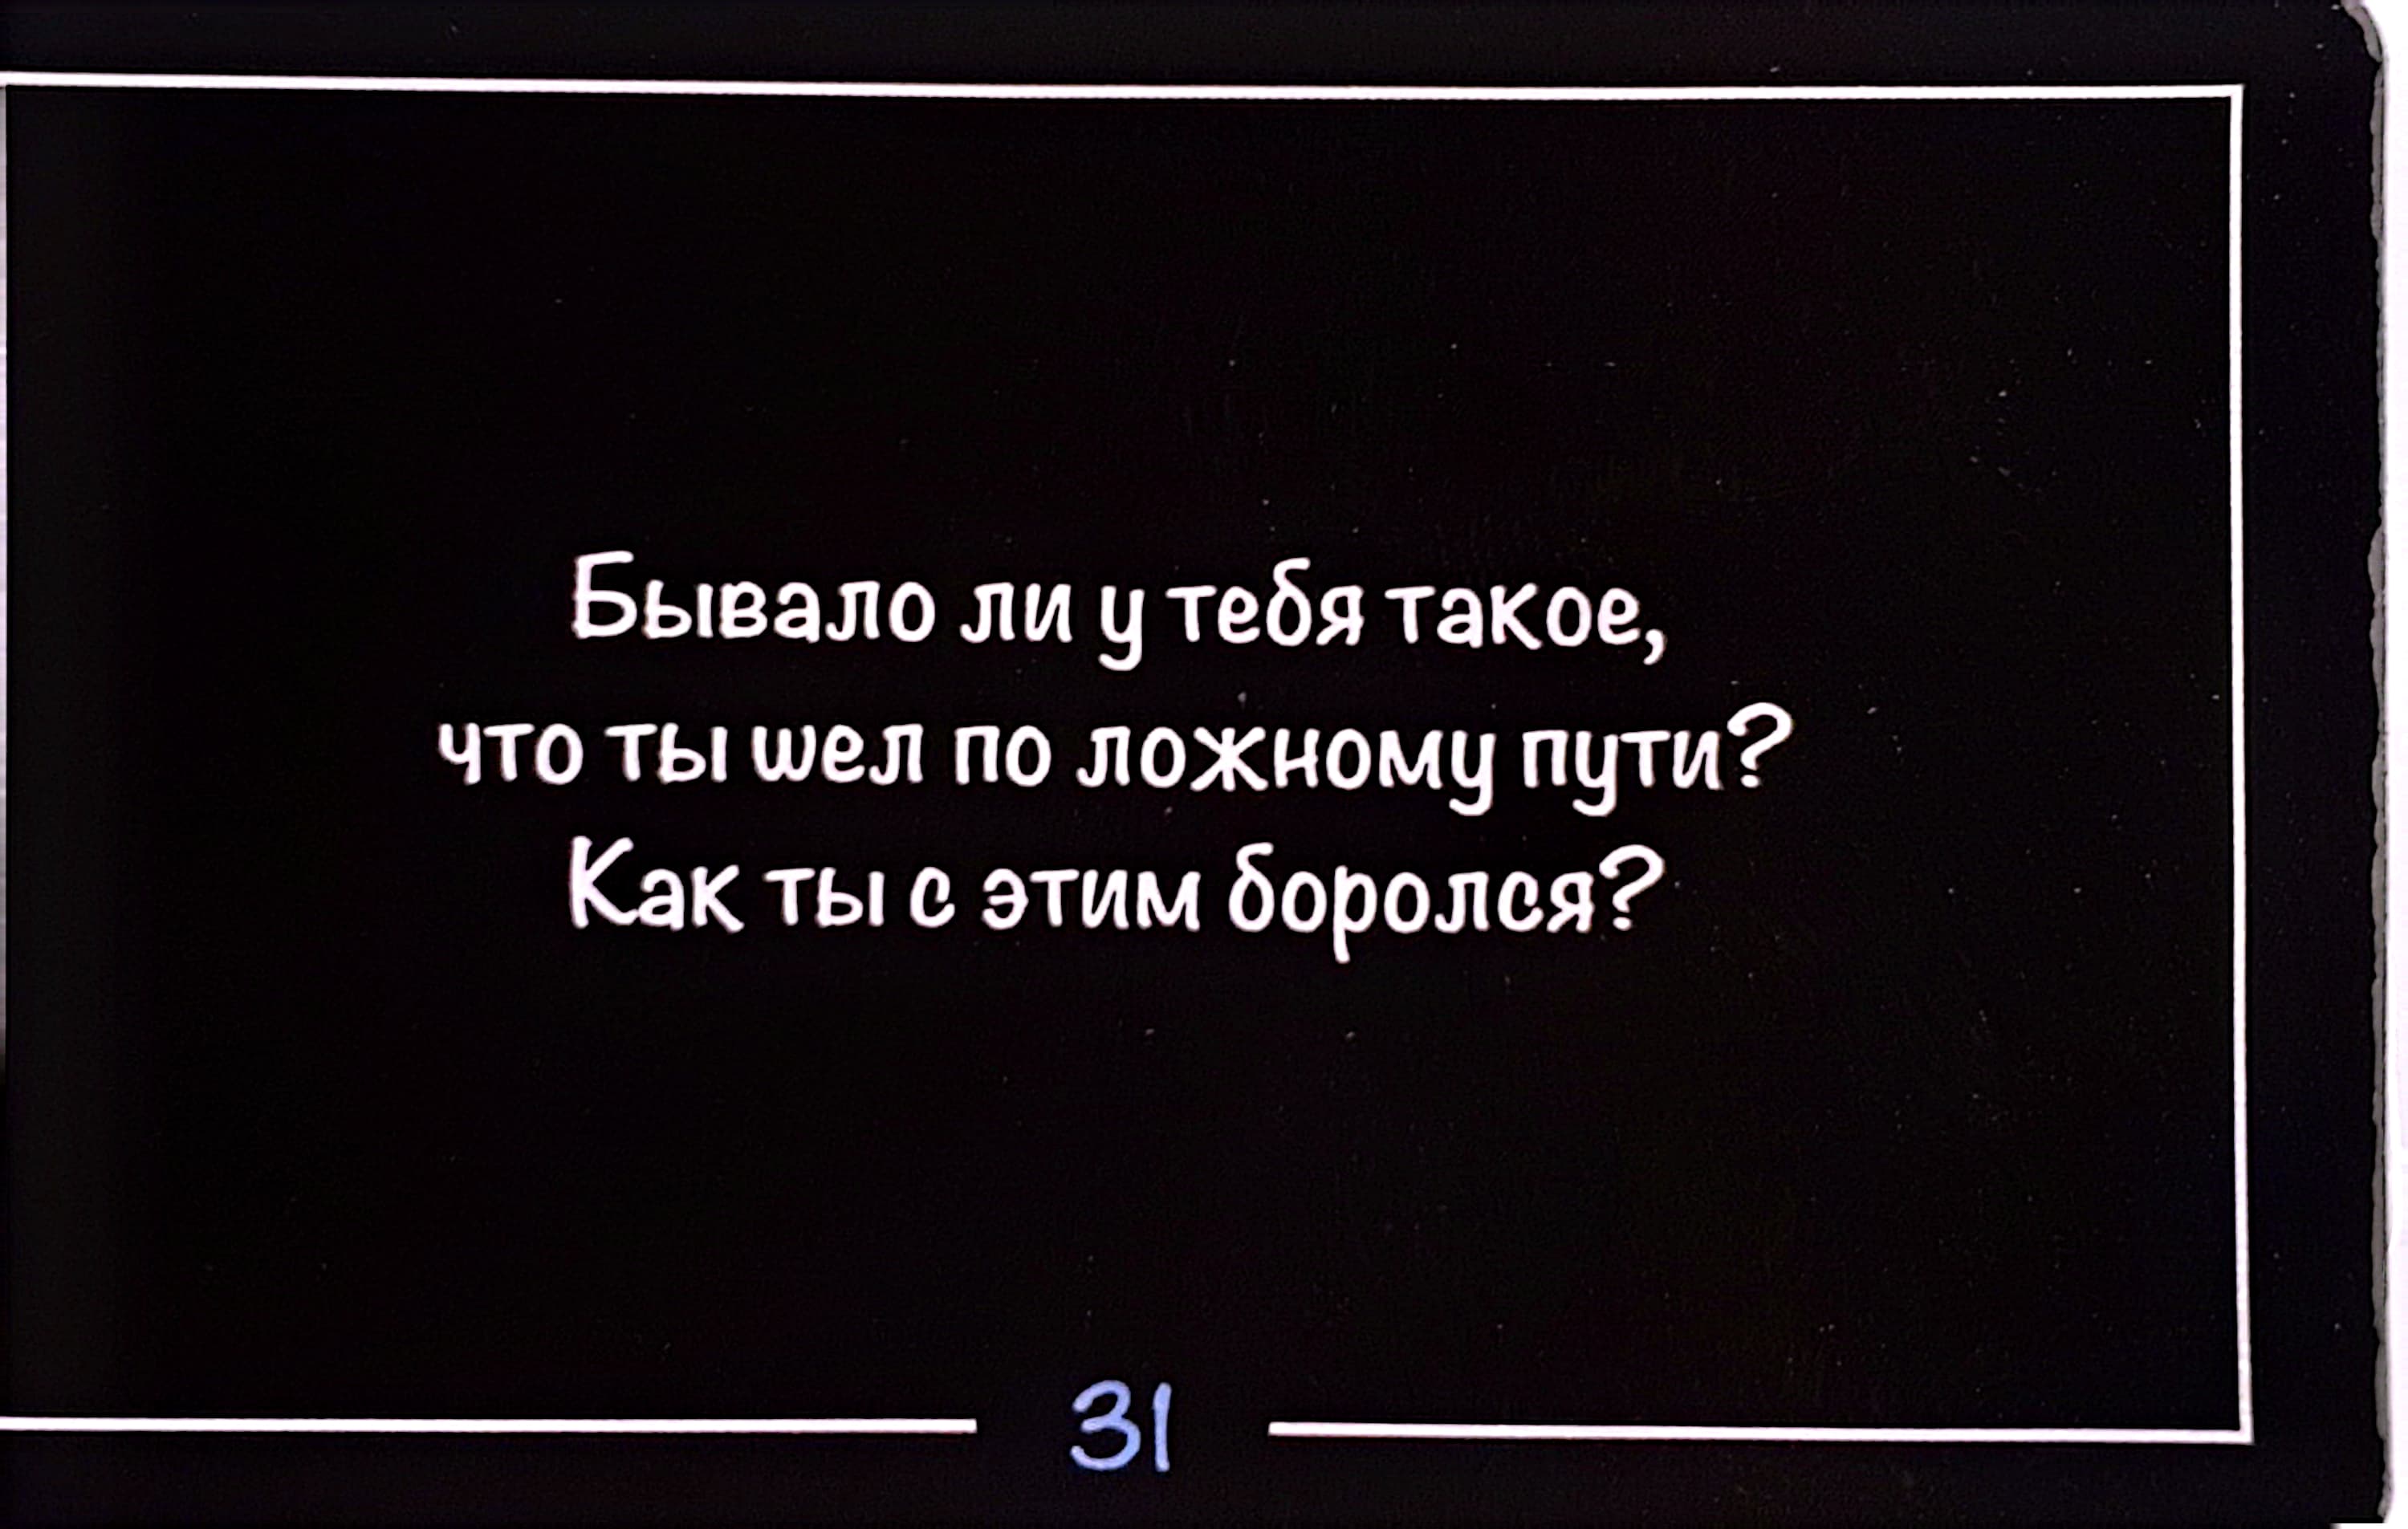 Бывало ли у тебя такое,
что ты шел по ложному пути?
Как ты с этим боролся?
31